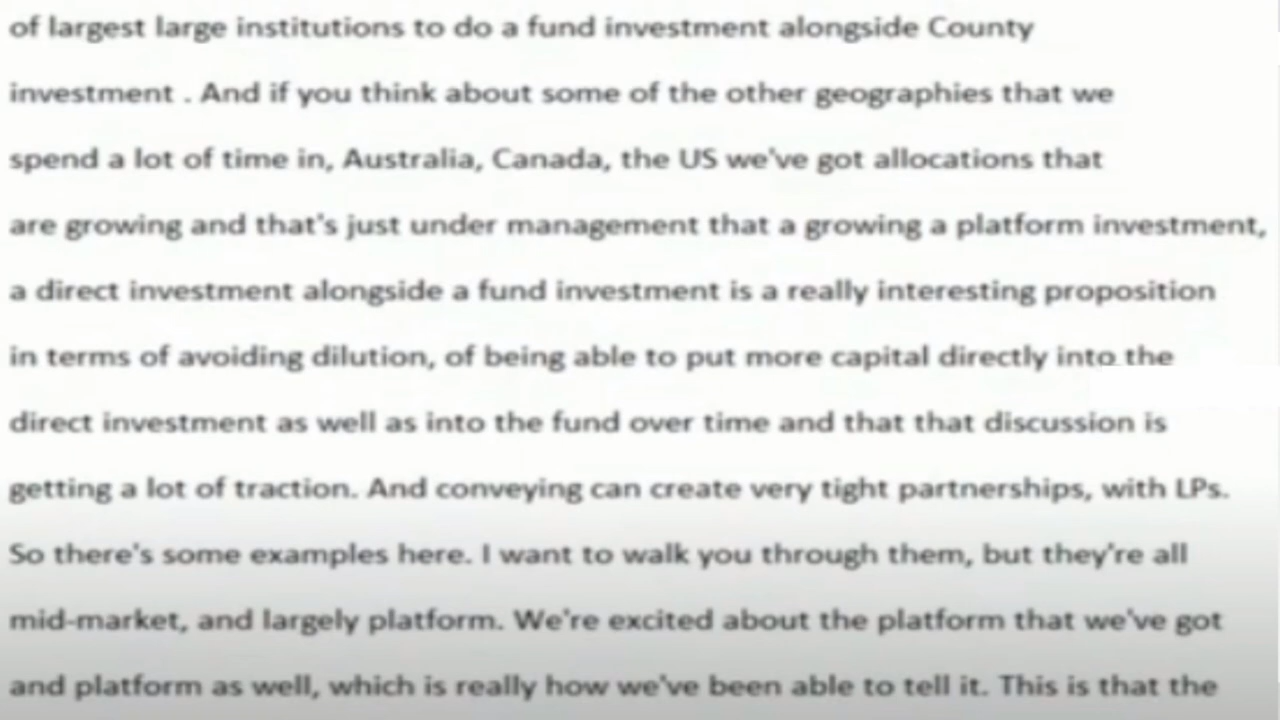 of largest large institutions to do a fund investment alongside County
investment . And if you think about some of the other geographies that we
spend a lot of time in, Australia, Canada, the US we've got allocations that
are growing and that's just under management that a growing a platform investment,
a direct investment alongside a fund investment is a really interesting proposition
in terms of avoiding dilution, of being able to put more capital directly into the
direct investment as well as into the fund over time and that that discussion is
getting a lot of traction. And conveying can create very tight partnerships, with LPs.
So there's some examples here. I want to walk you through them, but they're all
mid-market, and largely platform. We're excited about the platform that we've got
and platform as well, which is really how we've been able to tell it. This is that the